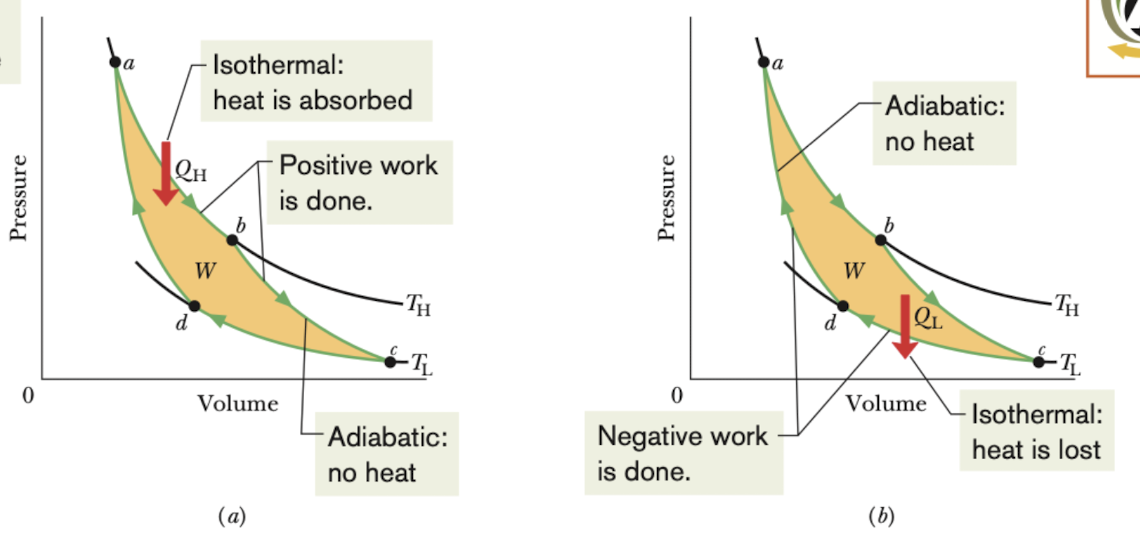 a
Isothermal:
heat is absorbed
Q_H
Positive work
is done.
b
W
T_H
d
c
T_L
Pressure
0
Volume
Adiabatic:
no heat
(a)
a
Adiabatic:
no heat
b
W
T_H
d
Q_L
c
T_L
Pressure
0
Volume
Negative work
is done.
Isothermal:
heat is lost
(b)